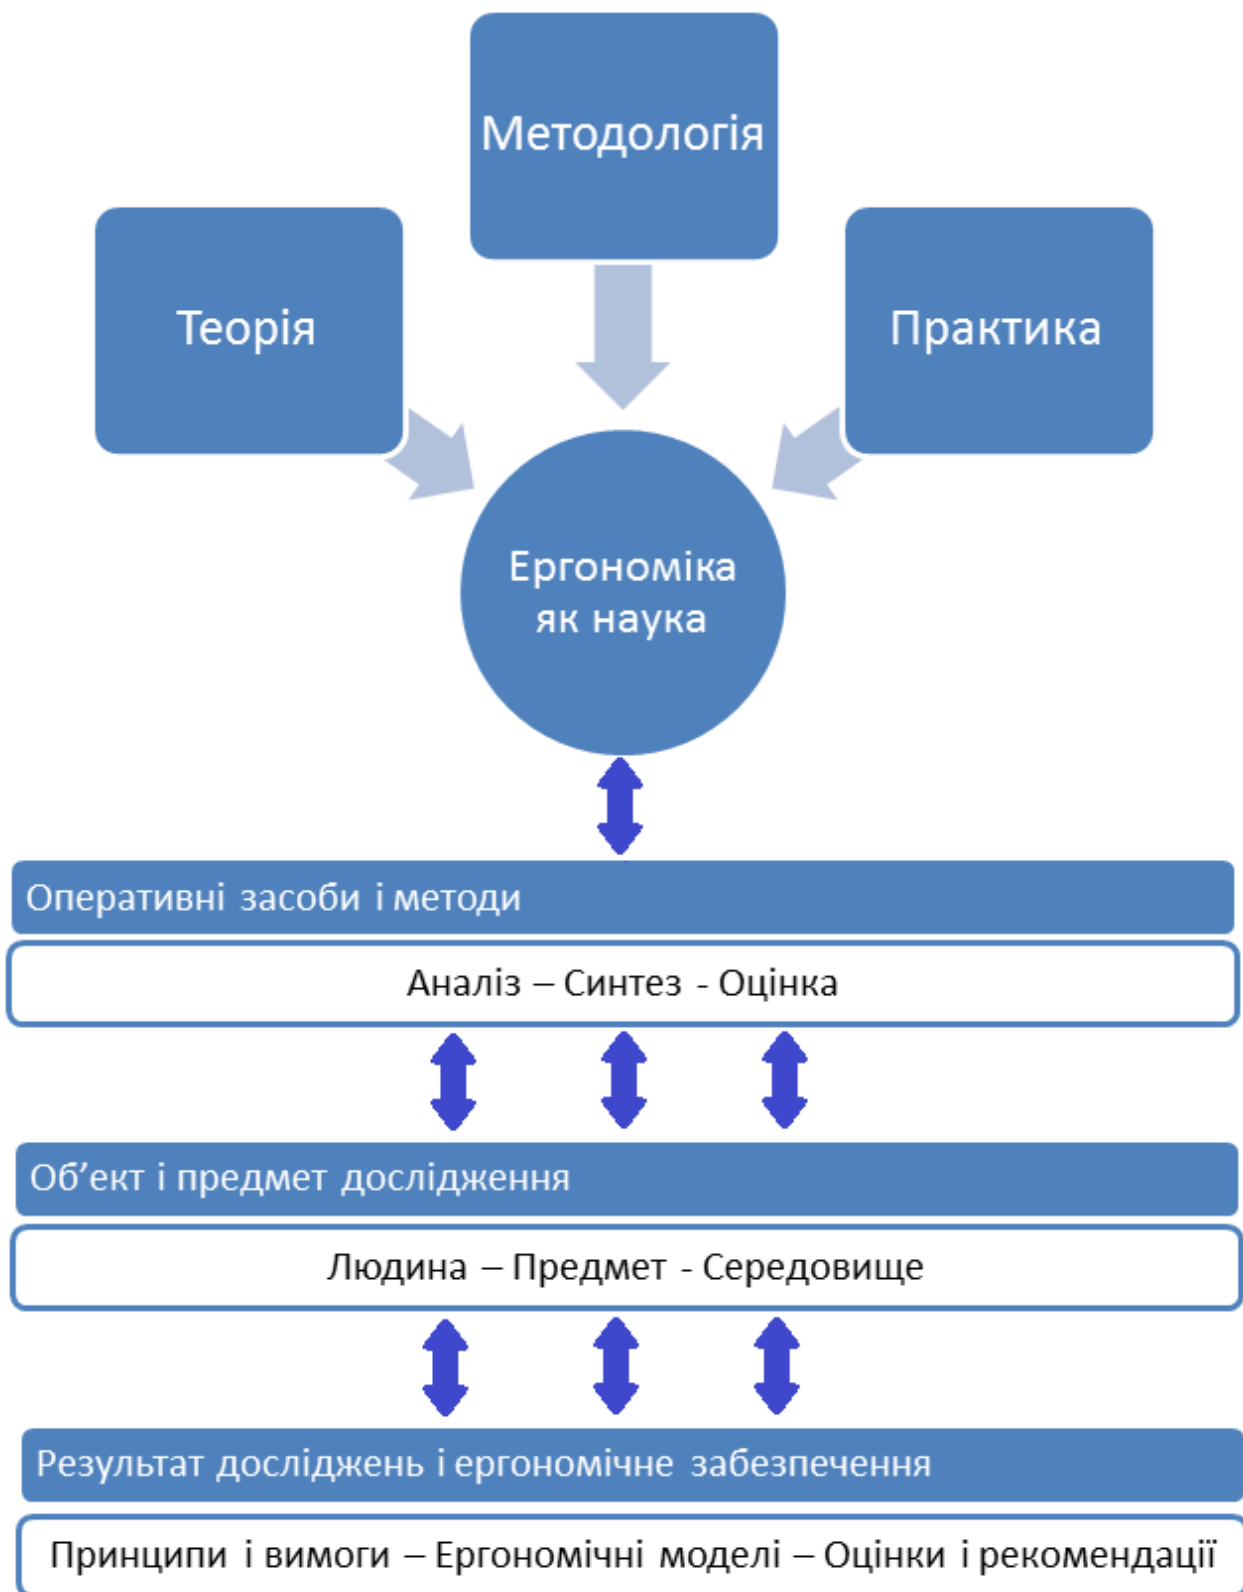 Методологія
Теорія
Практика
Ергономіка
як наука
Оперативні засоби і методи
Аналіз – Синтез - Оцінка
Об’єкт і предмет дослідження
Людина – Предмет - Середовище
Результат досліджень і ергономічне забезпечення
Принципи і вимоги – Ергономічні моделі – Оцінки і рекомендації